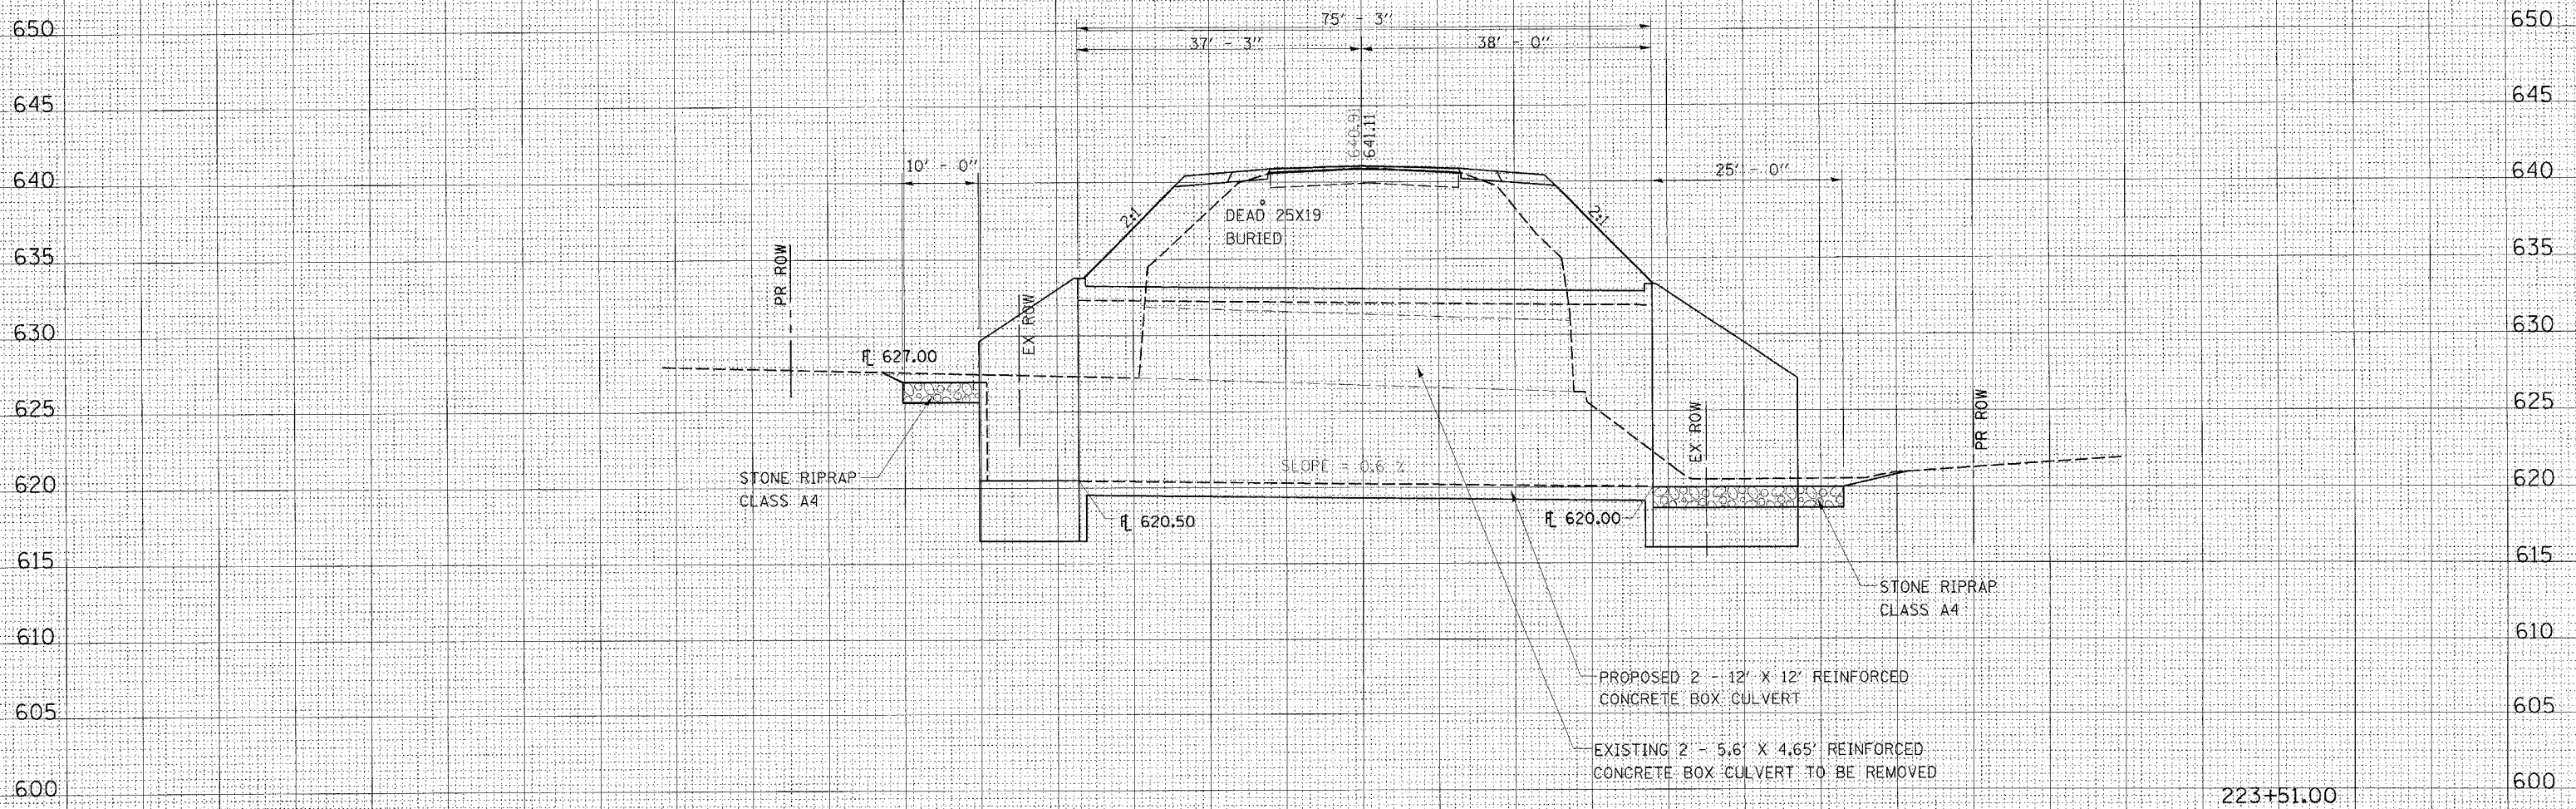 650
645
640
635
630
625
620
615
610
605
600
75' - 3"
37' - 3"
38' - 0"
640.91
641.11
10' - 0"
25' - 0"
2:1
DEAD 25X19
BURIED
2:1
PR ROW
EX ROW
FL 627.00
STONE RIPRAP
CLASS A4
SLOPE = 0.6 %
FL 620.50
FL 620.00
EX ROW
PR ROW
STONE RIPRAP
CLASS A4
PROPOSED 2 - 12' X 12' REINFORCED
CONCRETE BOX CULVERT
EXISTING 2 - 5.6' X 4.65' REINFORCED
CONCRETE BOX CULVERT TO BE REMOVED
650
645
640
635
630
625
620
615
610
605
600
223+51.00